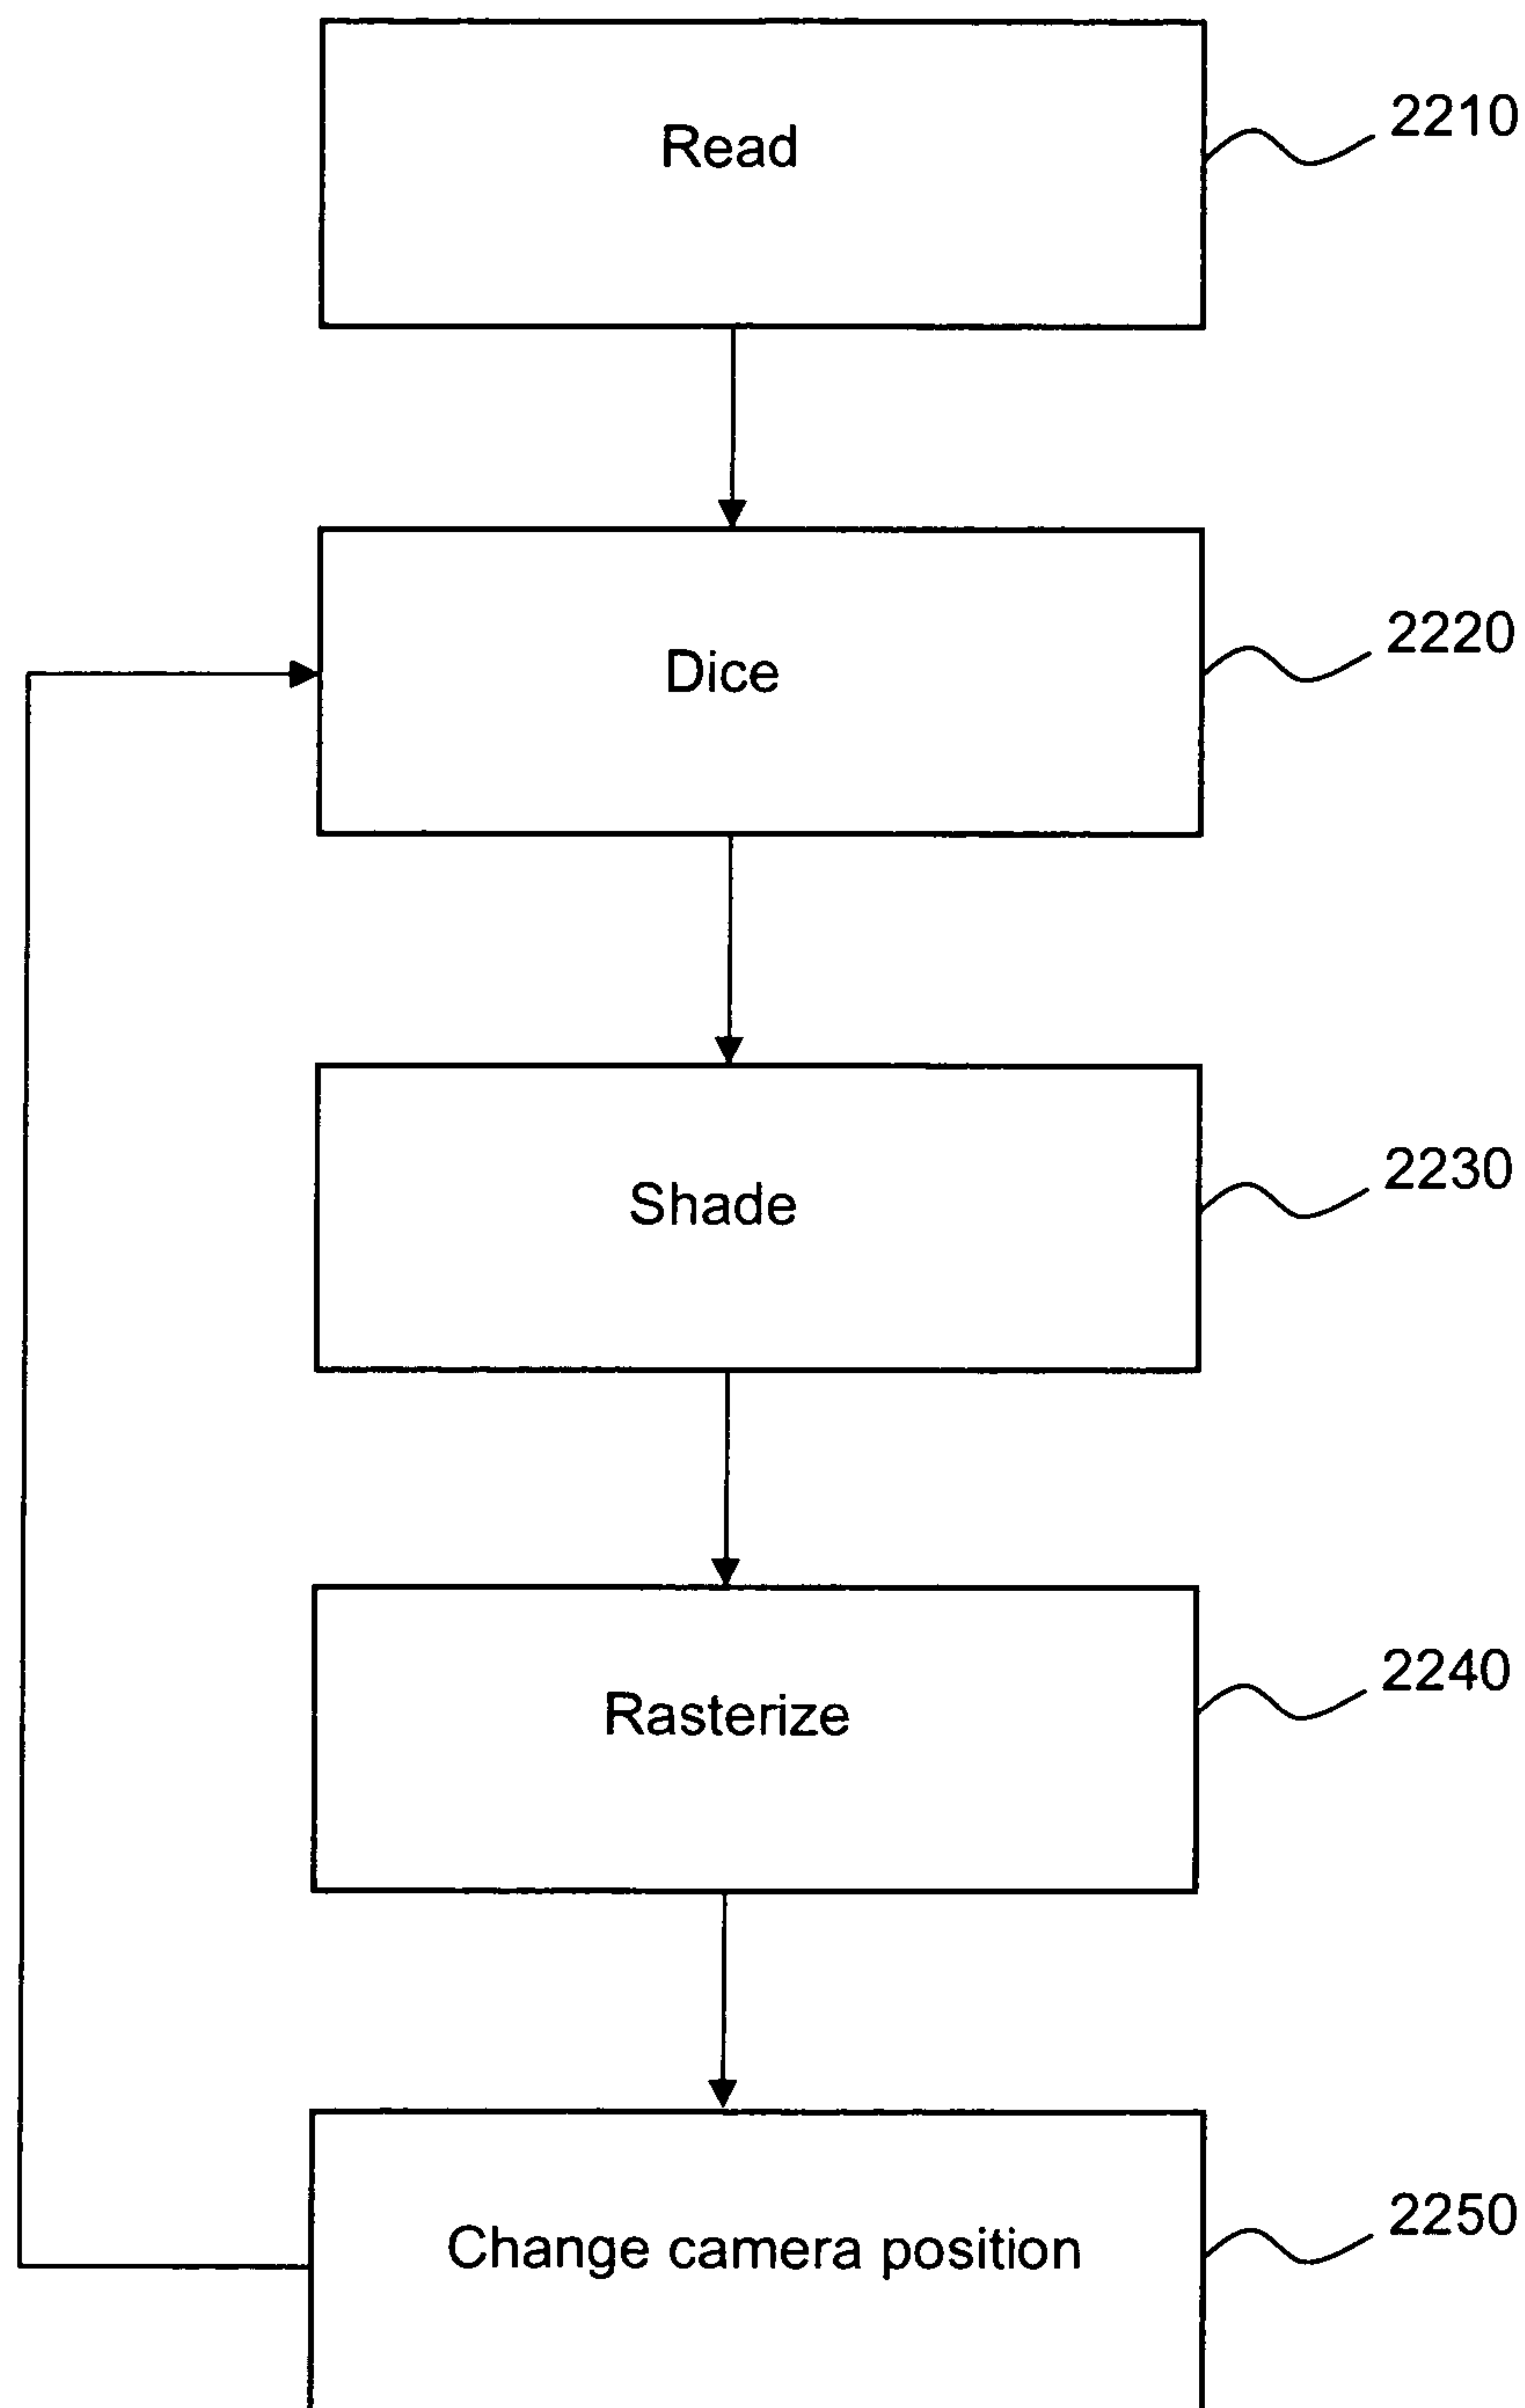 Read
2210
Dice
2220
Shade
2230
Rasterize
2240
Change camera position
2250